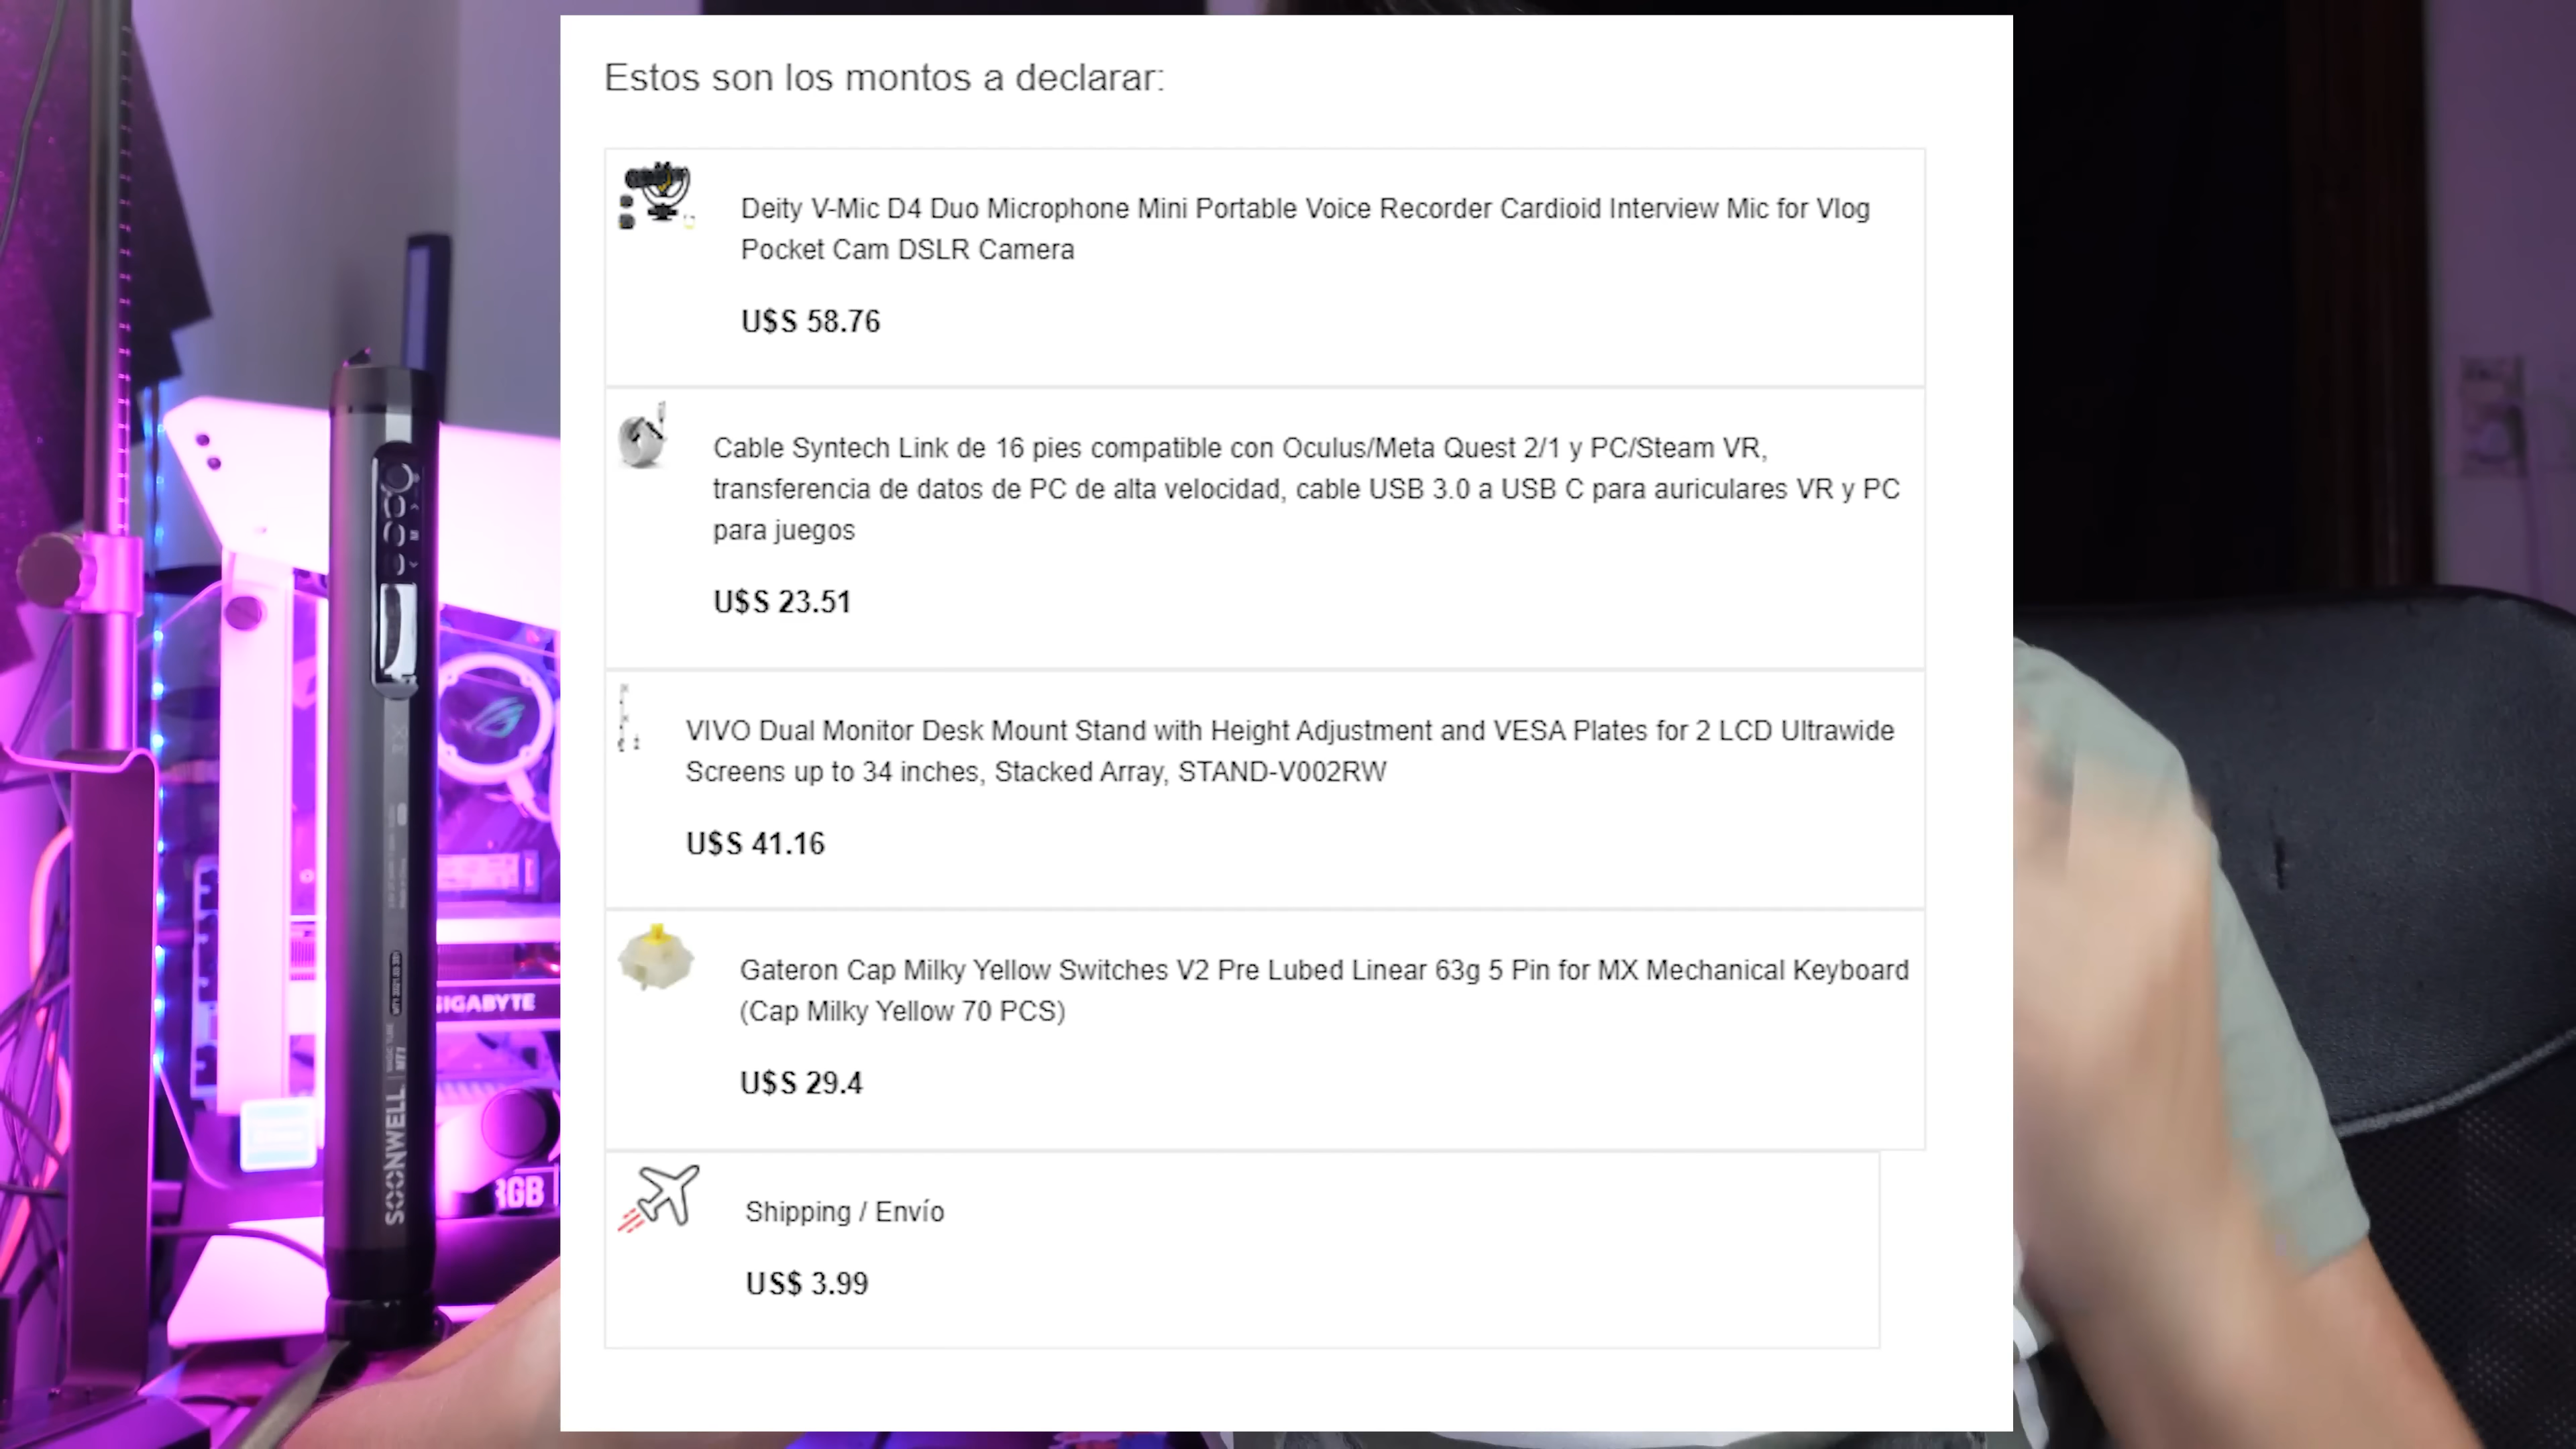 Estos son los montos a declarar:
Deity V-Mic D4 Duo Microphone Mini Portable Voice Recorder Cardioid Interview Mic for Vlog
Pocket Cam DSLR Camera
U$S 58.76
Cable Syntech Link de 16 pies compatible con Oculus/Meta Quest 2/1 y PC/Steam VR,
transferencia de datos de PC de alta velocidad, cable USB 3.0 a USB C para auriculares VR y PC
para juegos
U$S 23.51
VIVO Dual Monitor Desk Mount Stand with Height Adjustment and VESA Plates for 2 LCD Ultrawide
Screens up to 34 inches, Stacked Array, STAND-V002RW
U$S 41.16
Gateron Cap Milky Yellow Switches V2 Pre Lubed Linear 63g 5 Pin for MX Mechanical Keyboard
(Cap Milky Yellow 70 PCS)
U$S 29.4
Shipping / Envío
US$ 3.99
SOONWELL
MT1
GIGABYTE
RGB